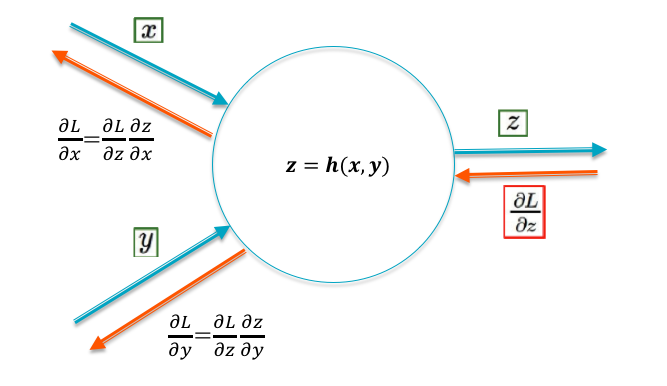 x
∂L/∂x = ∂L/∂z ∂z/∂x
z = h(x, y)
z
∂L/∂z
y
∂L/∂y = ∂L/∂z ∂z/∂y